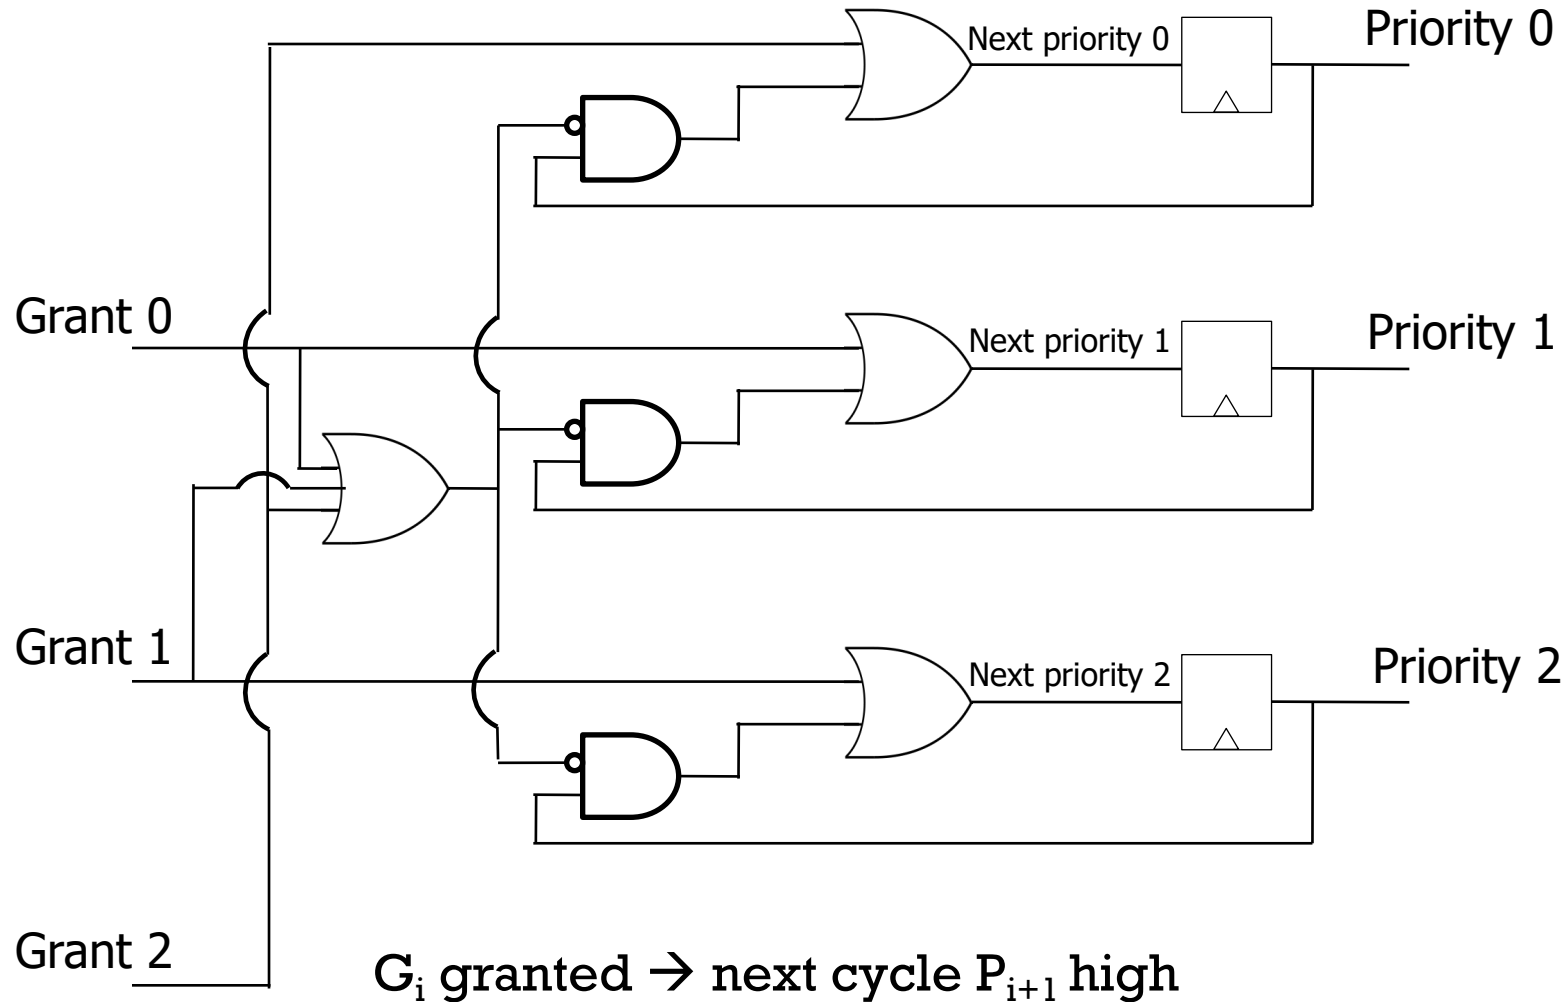 Next priority 0
Priority 0
Grant 0
Next priority 1
Priority 1
Grant 1
Next priority 2
Priority 2
Grant 2
Gᵢ granted → next cycle Pᵢ₊₁ high